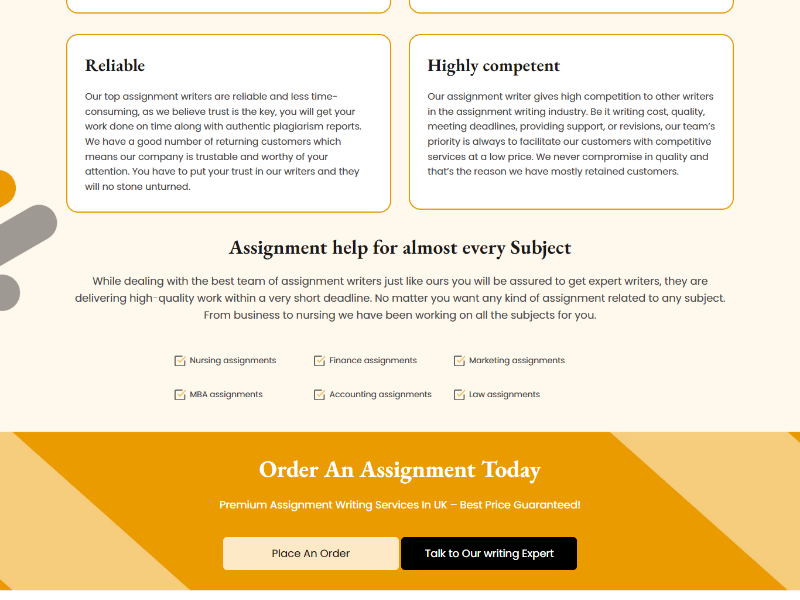 Reliable
Our top assignment writers are reliable and less time-
consuming, as we believe trust is the key, you will get your
work done on time along with authentic plagiarism reports.
We have a good number of returning customers which
means our company is trustable and worthy of your
attention. You have to put your trust in our writers and they
will no stone unturned.
Highly competent
Our assignment writer gives high competition to other writers
in the assignment writing industry. Be it writing cost, quality,
meeting deadlines, providing support, or revisions, our team's
priority is always to facilitate our customers with competitive
services at a low price. We never compromise in quality and
that's the reason we have mostly retained customers.
Assignment help for almost every Subject
While dealing with the best team of assignment writers just like ours you will be assured to get expert writers, they are
delivering high-quality work within a very short deadline. No matter you want any kind of assignment related to any subject.
From business to nursing we have been working on all the subjects for you.
Nursing assignments
Finance assignments
Marketing assignments
MBA assignments
Accounting assignments
Law assignments
Order An Assignment Today
Premium Assignment Writing Services In UK – Best Price Guaranteed!
Place An Order
Talk to Our writing Expert